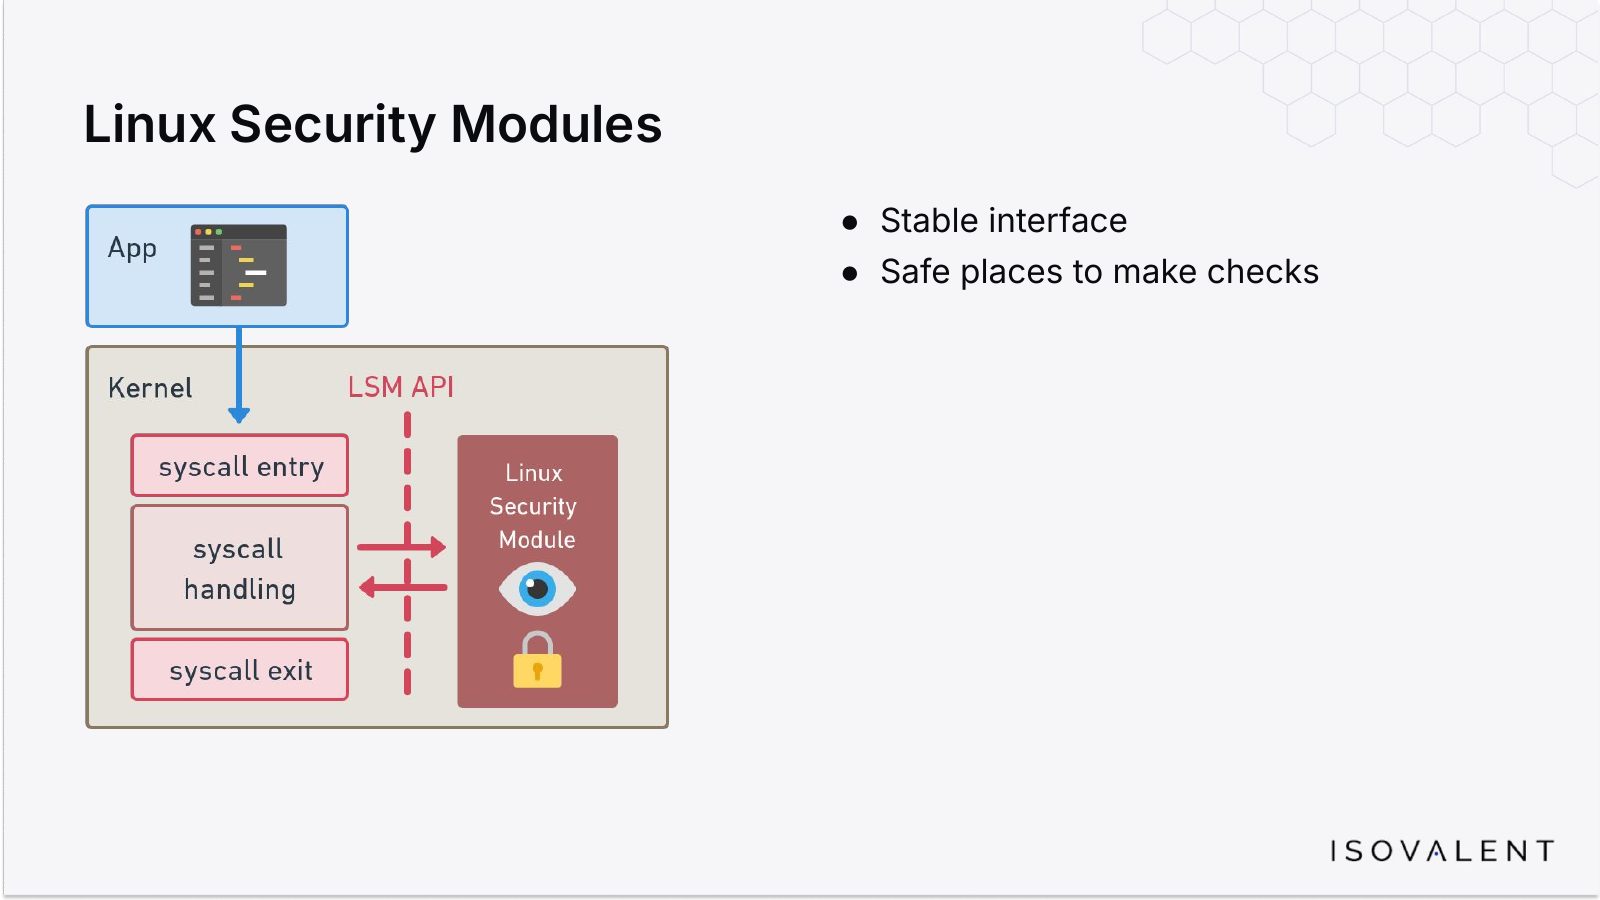 Linux Security Modules
App
Kernel
LSM API
syscall entry
syscall
handling
syscall exit
Linux
Security
Module
● Stable interface
● Safe places to make checks
ISOVALENT